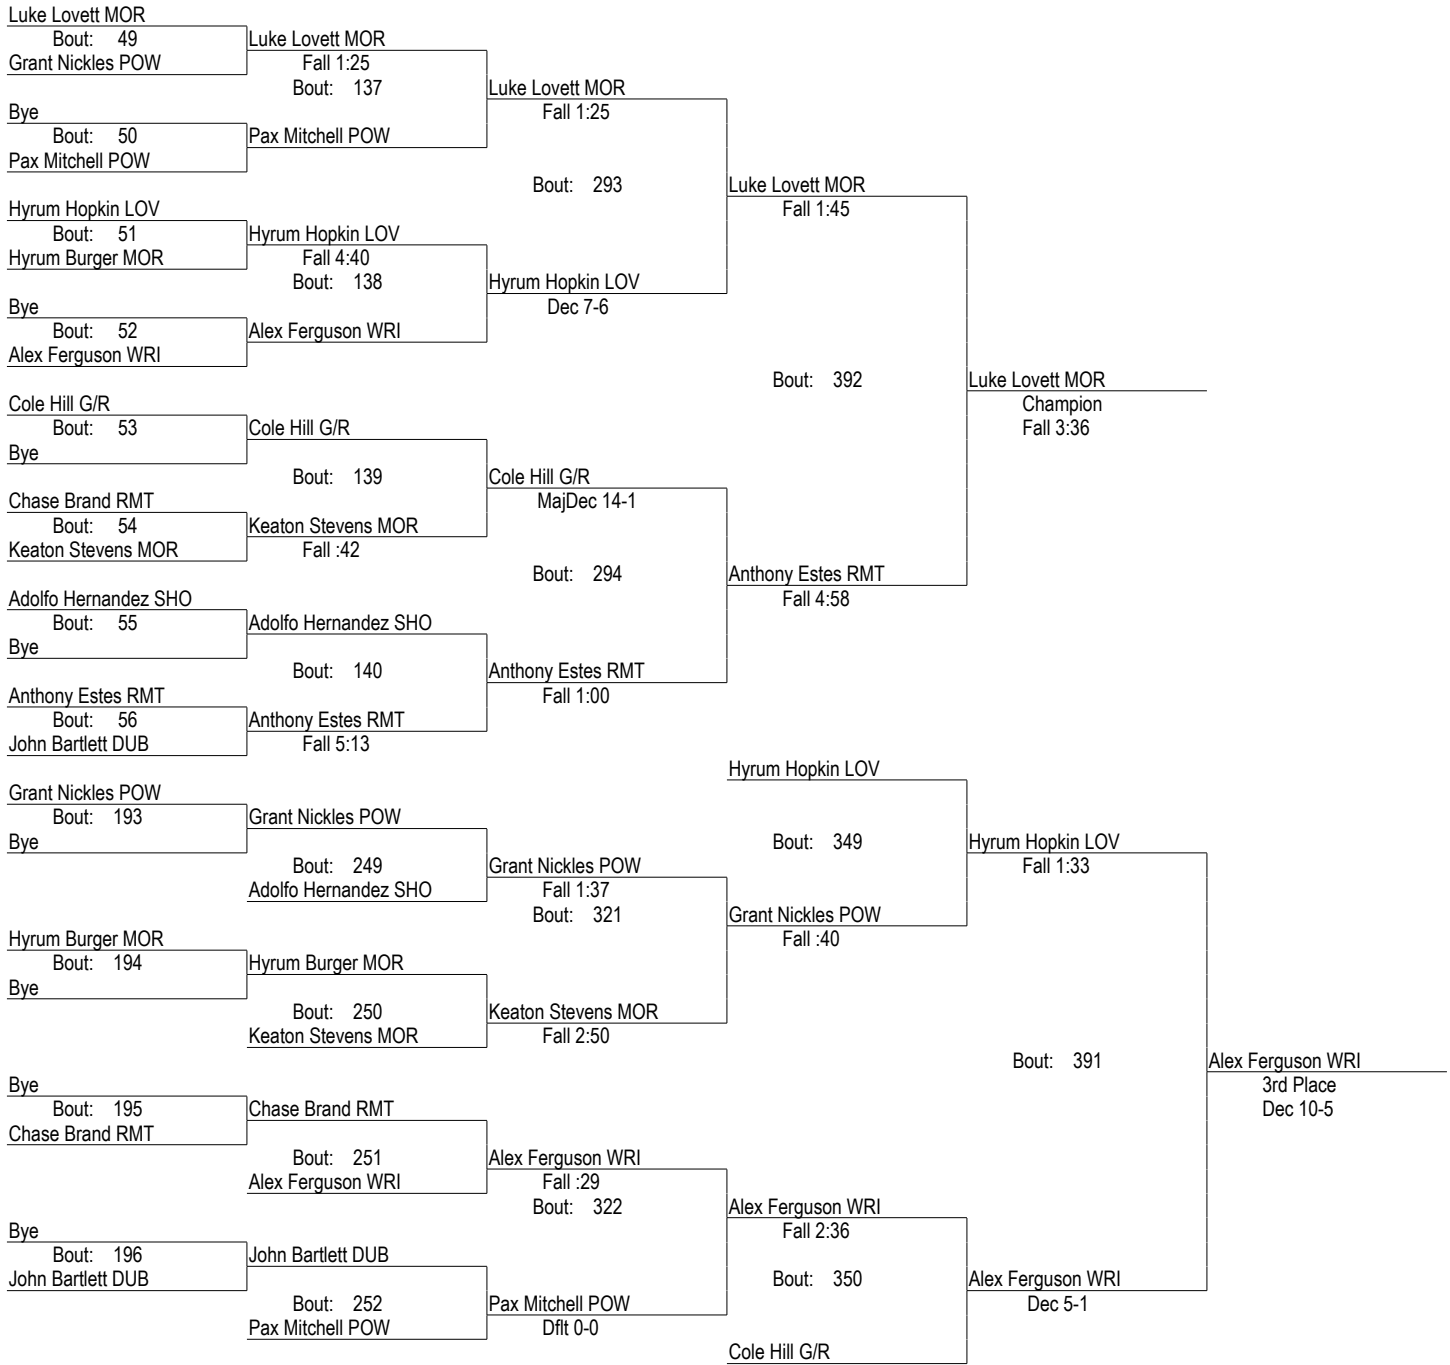 Luke Lovett MOR
Bout: 49
Luke Lovett MOR
Grant Nickles POW
Fall 1:25
Bout: 137
Luke Lovett MOR
Bye
Fall 1:25
Bout: 50
Pax Mitchell POW
Pax Mitchell POW
Bout: 293
Luke Lovett MOR
Hyrum Hopkin LOV
Fall 1:45
Bout: 51
Hyrum Hopkin LOV
Hyrum Burger MOR
Fall 4:40
Bout: 138
Hyrum Hopkin LOV
Bye
Dec 7-6
Bout: 52
Alex Ferguson WRI
Alex Ferguson WRI
Bout: 392
Luke Lovett MOR
Cole Hill G/R
Champion
Bout: 53
Cole Hill G/R
Fall 3:36
Bye
Bout: 139
Cole Hill G/R
Chase Brand RMT
MajDec 14-1
Bout: 54
Keaton Stevens MOR
Keaton Stevens MOR
Fall :42
Bout: 294
Anthony Estes RMT
Adolfo Hernandez SHO
Fall 4:58
Bout: 55
Adolfo Hernandez SHO
Bye
Bout: 140
Anthony Estes RMT
Anthony Estes RMT
Fall 1:00
Bout: 56
Anthony Estes RMT
John Bartlett DUB
Fall 5:13
Hyrum Hopkin LOV
Grant Nickles POW
Bout: 193
Grant Nickles POW
Bye
Bout: 349
Hyrum Hopkin LOV
Bout: 249
Grant Nickles POW
Fall 1:33
Adolfo Hernandez SHO
Fall 1:37
Bout: 321
Grant Nickles POW
Hyrum Burger MOR
Fall :40
Bout: 194
Hyrum Burger MOR
Bye
Bout: 250
Keaton Stevens MOR
Keaton Stevens MOR
Fall 2:50
Bout: 391
Alex Ferguson WRI
Bye
3rd Place
Bout: 195
Chase Brand RMT
Dec 10-5
Chase Brand RMT
Bout: 251
Alex Ferguson WRI
Alex Ferguson WRI
Fall :29
Bout: 322
Alex Ferguson WRI
Bye
Fall 2:36
Bout: 196
John Bartlett DUB
John Bartlett DUB
Bout: 350
Alex Ferguson WRI
Bout: 252
Pax Mitchell POW
Dec 5-1
Pax Mitchell POW
Dflt 0-0
Cole Hill G/R